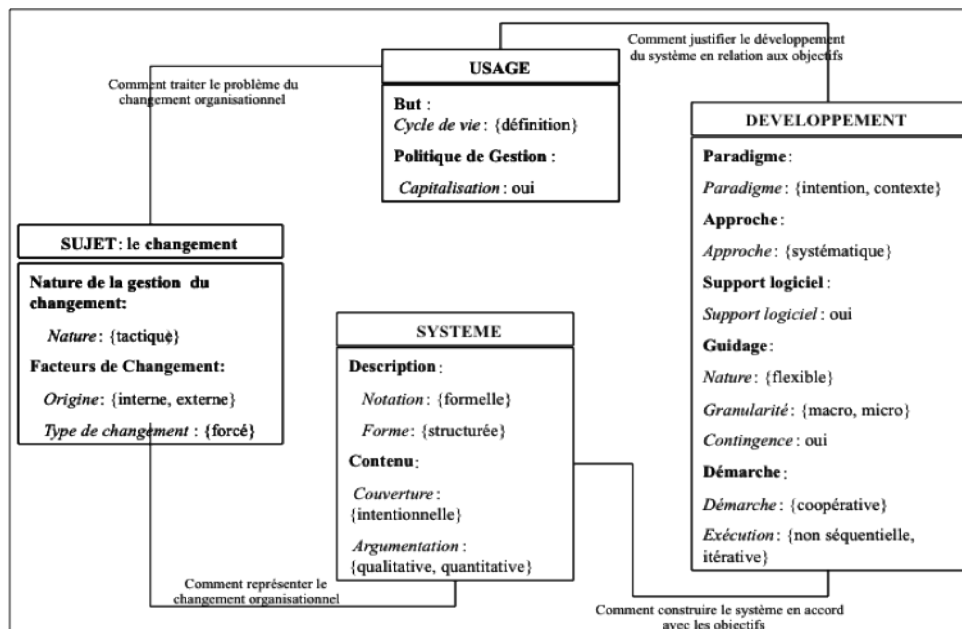 Comment justifier le développement
du système en relation aux objectifs
Comment traiter le problème du
changement organisationnel
USAGE
But :
Cycle de vie : {définition}
Politique de Gestion :
Capitalisation : oui
DEVELOPPEMENT
Paradigme :
Paradigme : {intention, contexte}
Approche :
Approche : {systématique}
Support logiciel :
Support logiciel : oui
Guidage :
Nature : {flexible}
Granularité : {macro, micro}
Contingence : oui
Démarche :
Démarche : {coopérative}
Exécution : {non séquentielle,
itérative}
SUJET : le changement
Nature de la gestion du
changement:
Nature : {tactique}
Facteurs de Changement:
Origine : {interne, externe}
Type de changement : {forcé}
SYSTEME
Description :
Notation : {formelle}
Forme : {structurée}
Contenu :
Couverture :
{intentionnelle}
Argumentation :
{qualitative, quantitative}
Comment représenter le
changement organisationnel
Comment construire le système en accord
avec les objectifs